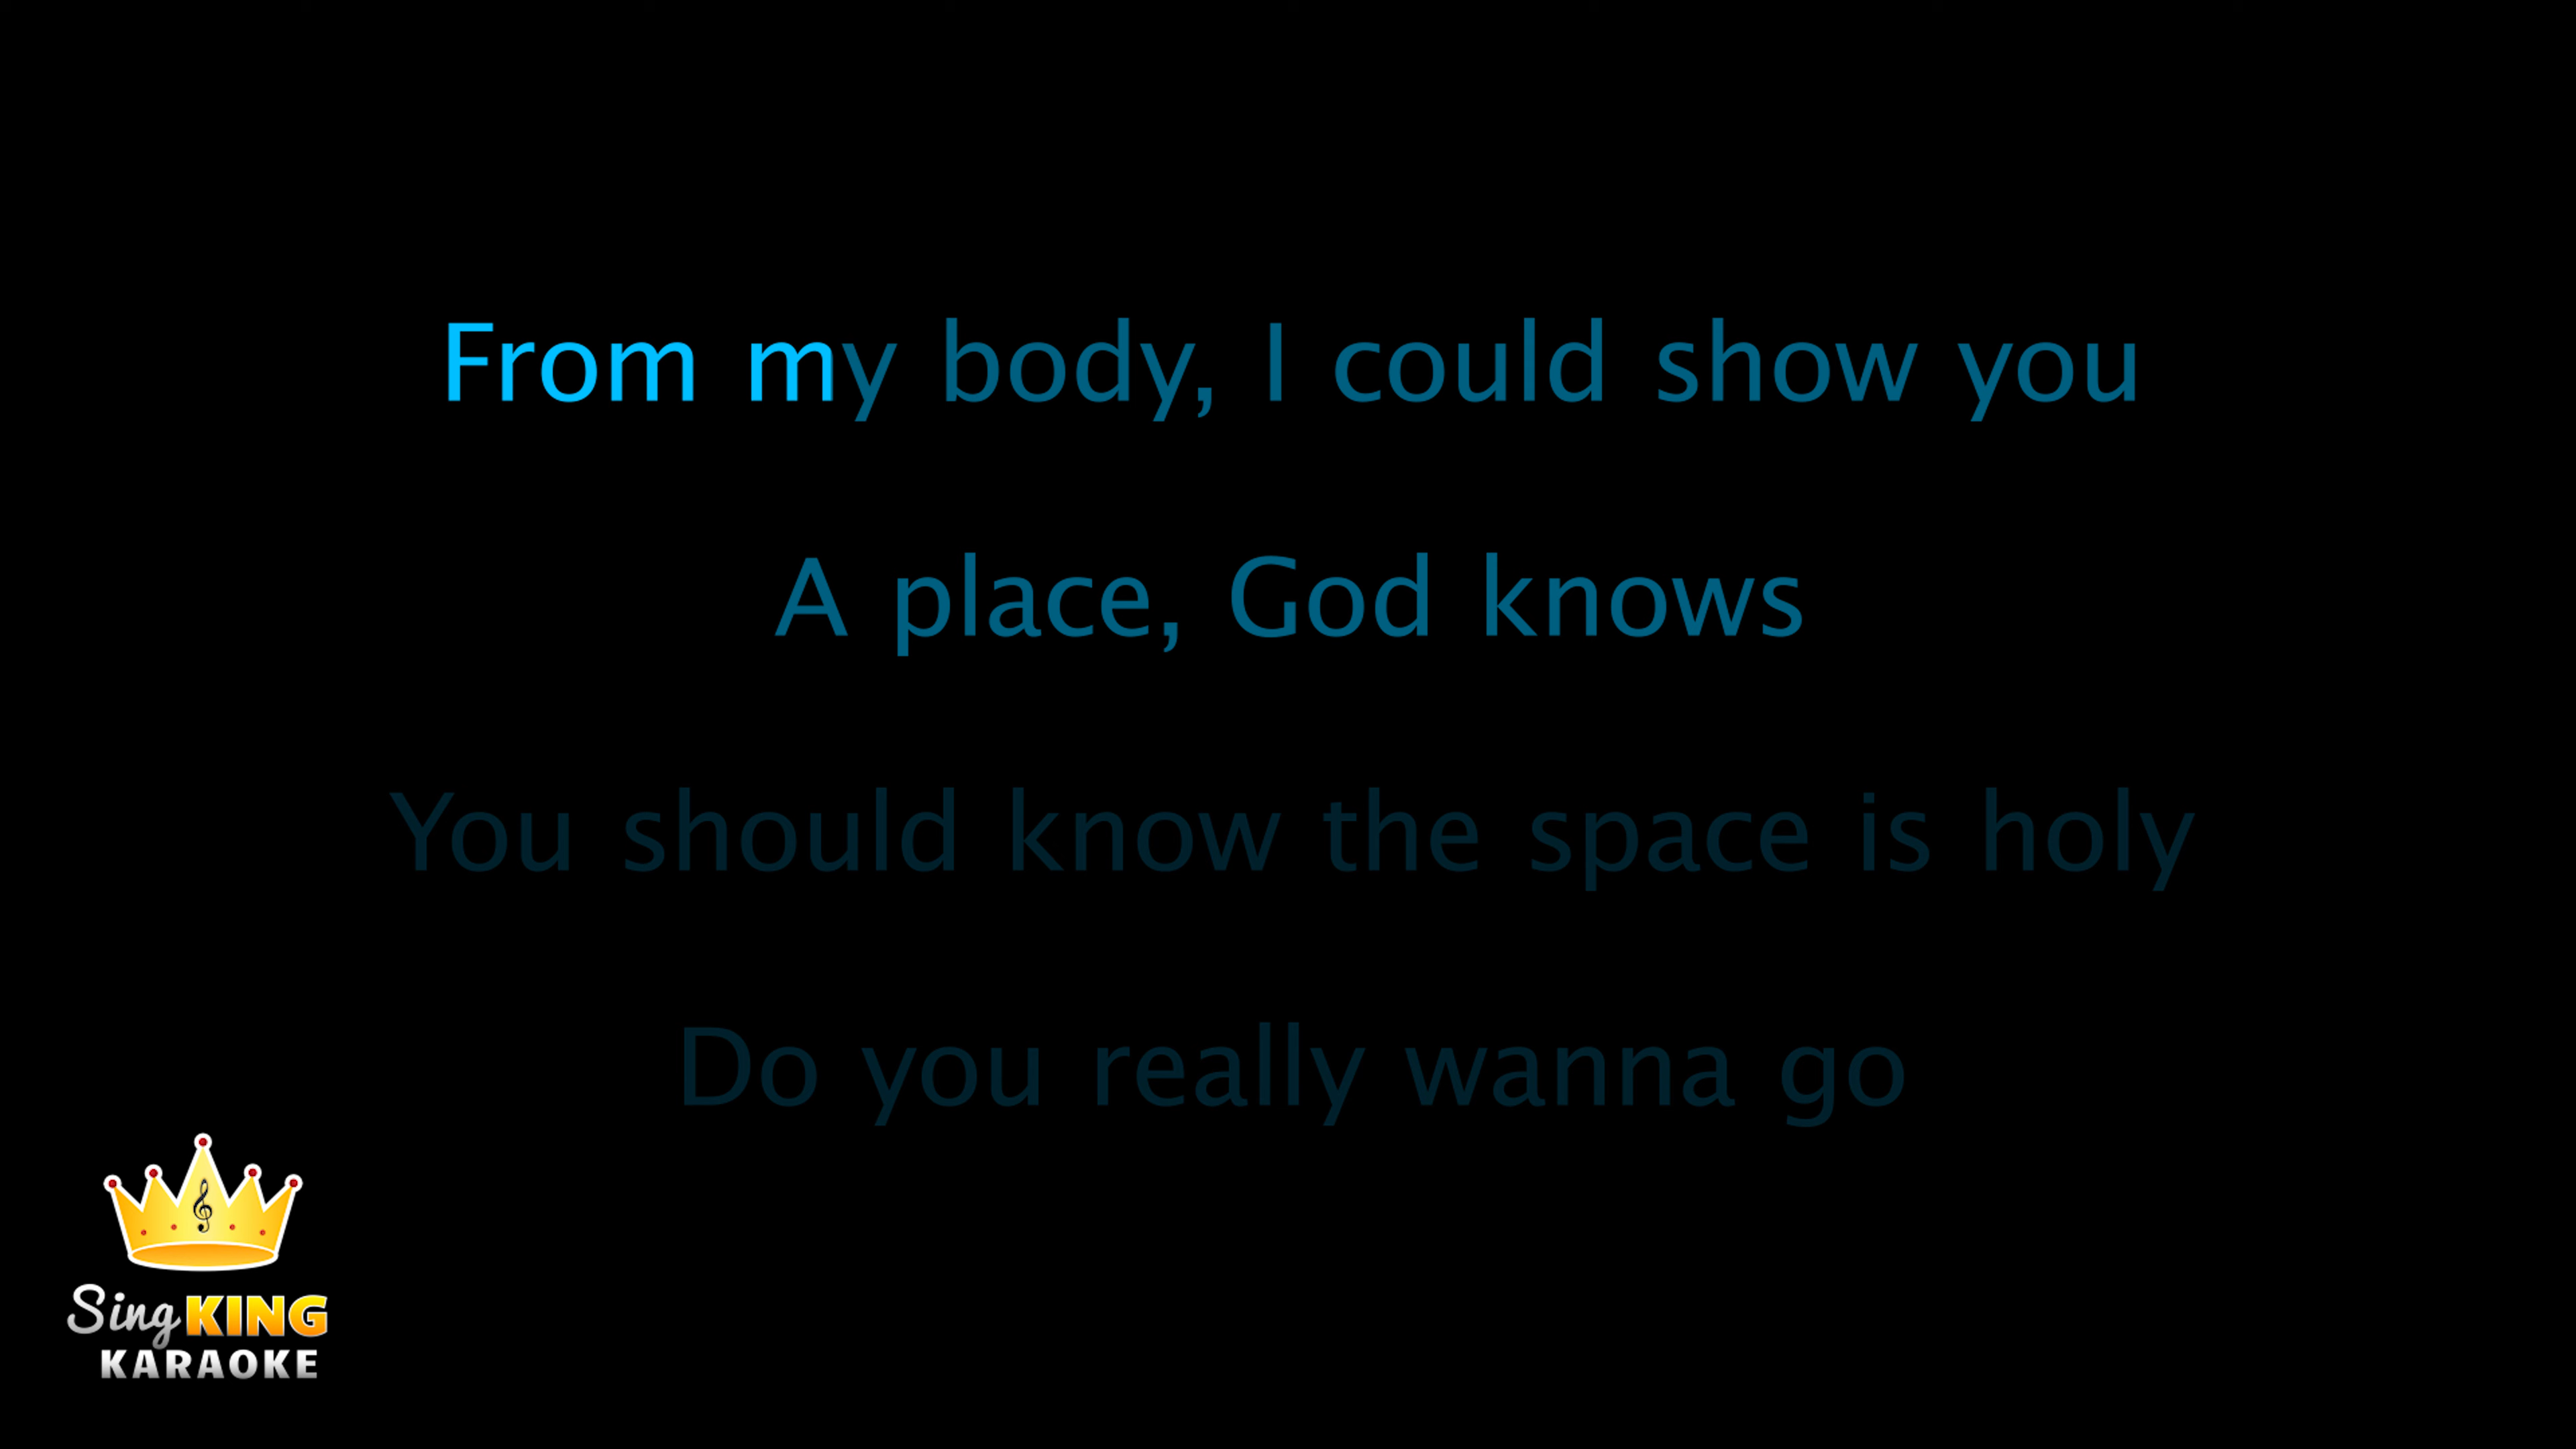 From my body, I could show you
A place, God knows
You should know the space is holy
Do you really wanna go
Sing KING
KARAOKE